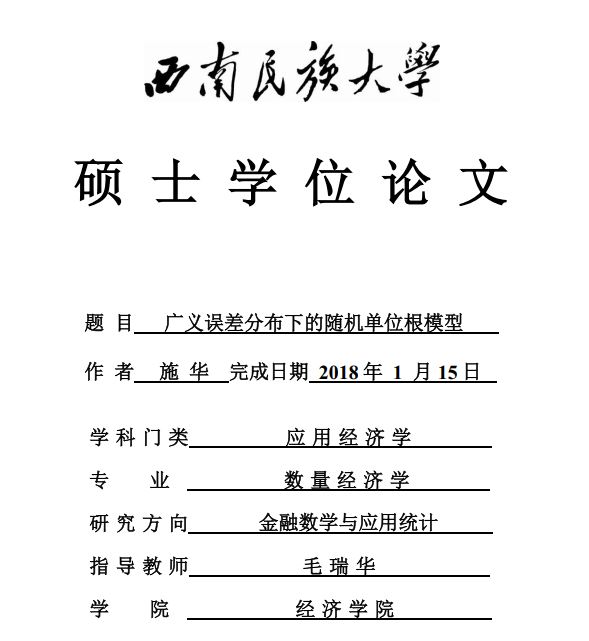 西南民族大学
硕士学位论文
题 目 广义误差分布下的随机单位根模型
作 者 施 华 完成日期 2018 年 1 月 15 日
学科门类 应用经济学
专 业 数量经济学
研究方向 金融数学与应用统计
指导教师 毛瑞华
学 院 经济学院